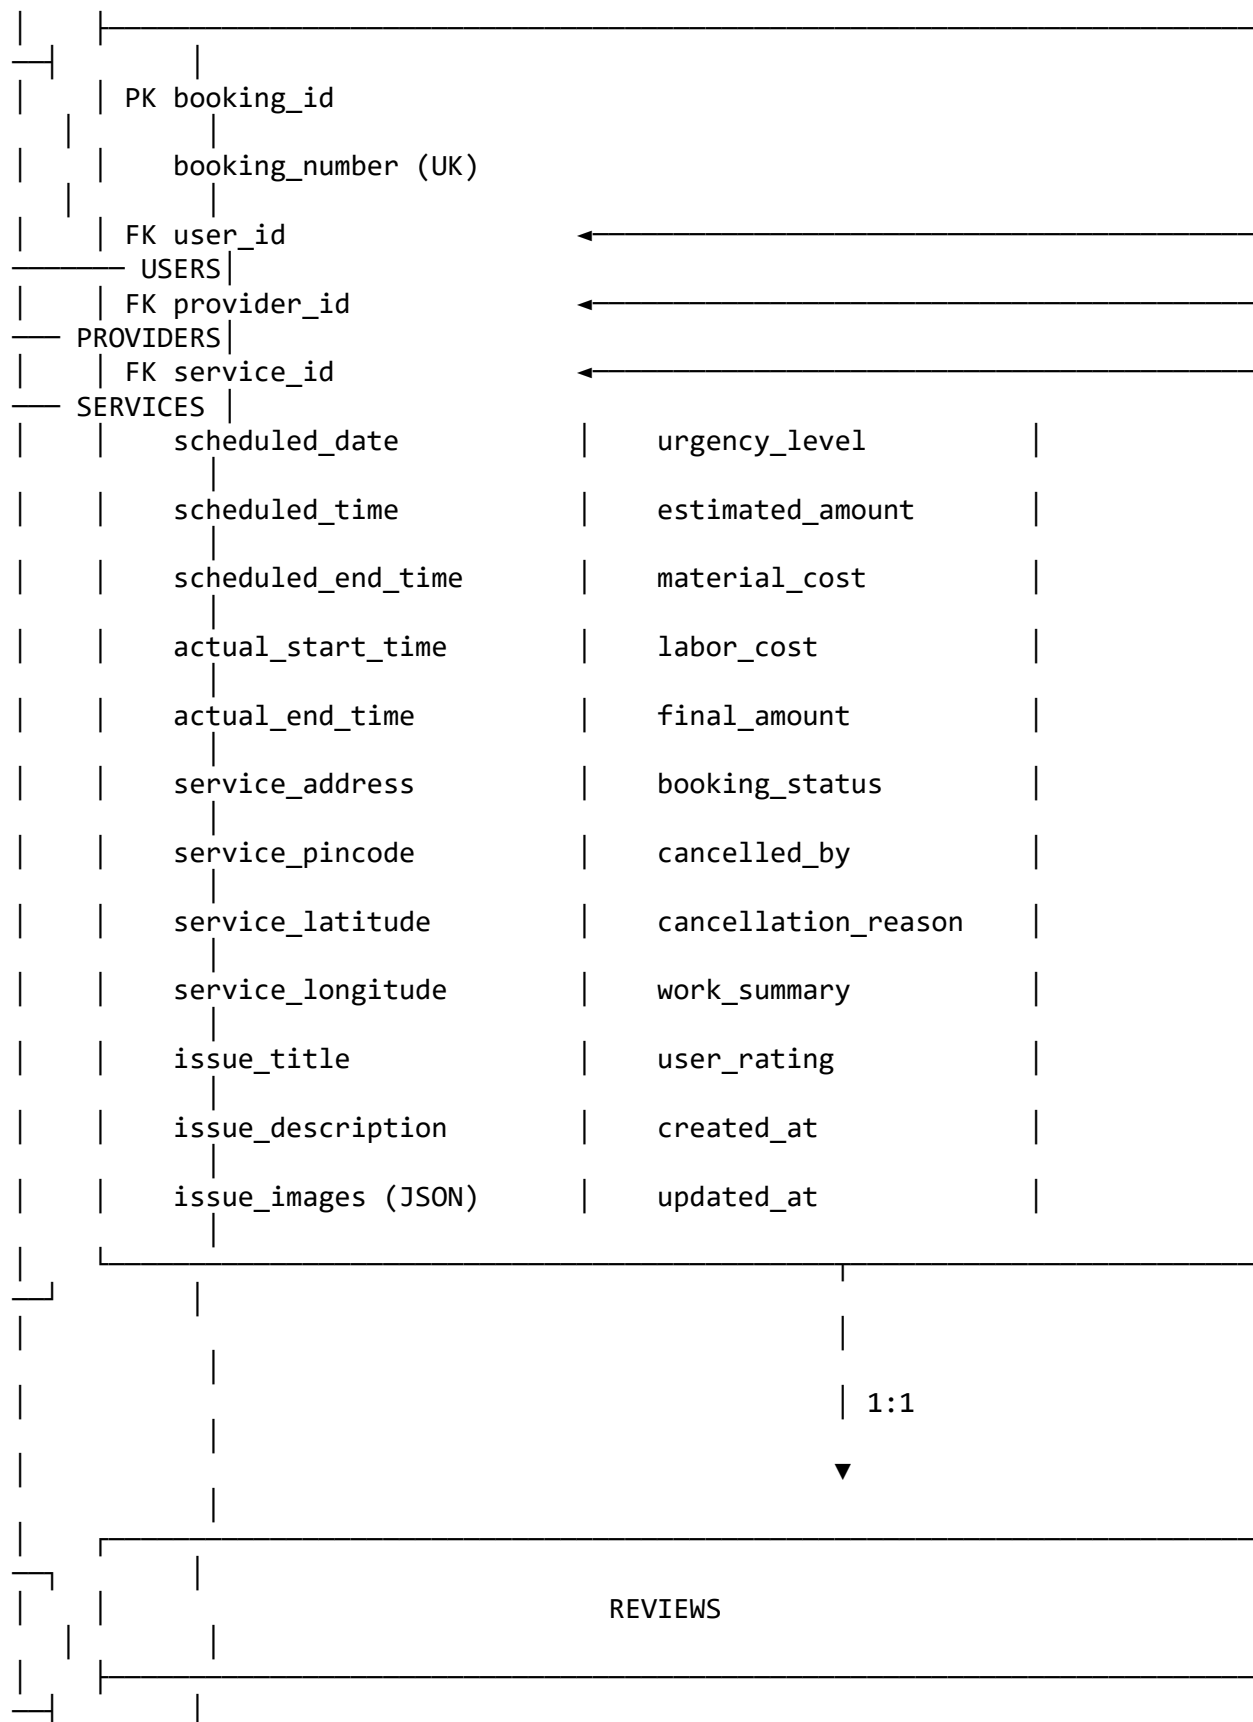 PK booking_id
booking_number (UK)
FK user_id
USERS
FK provider_id
PROVIDERS
FK service_id
SERVICES
scheduled_date urgency_level
scheduled_time estimated_amount
scheduled_end_time material_cost
actual_start_time labor_cost
actual_end_time final_amount
service_address booking_status
service_pincode cancelled_by
service_latitude cancellation_reason
service_longitude work_summary
issue_title user_rating
issue_description created_at
issue_images (JSON) updated_at
1:1
REVIEWS